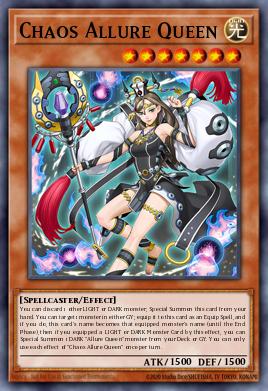 Chaos Allure Queen
光
[Spellcaster/Effect]
You can discard 1 other LIGHT or DARK monster; Special Summon this card from your
hand. You can target 1 monster in either GY; equip it to this card as an Equip Spell, and
if you do, this card's name becomes that equipped monster's name (until the End
Phase), then if you equipped a LIGHT or DARK Monster Card by this effect, you can
Special Summon 1 DARK "Allure Queen" monster from your Deck or GY. You can only
use each effect of "Chaos Allure Queen" once per turn.
ATK/1500 DEF/1500